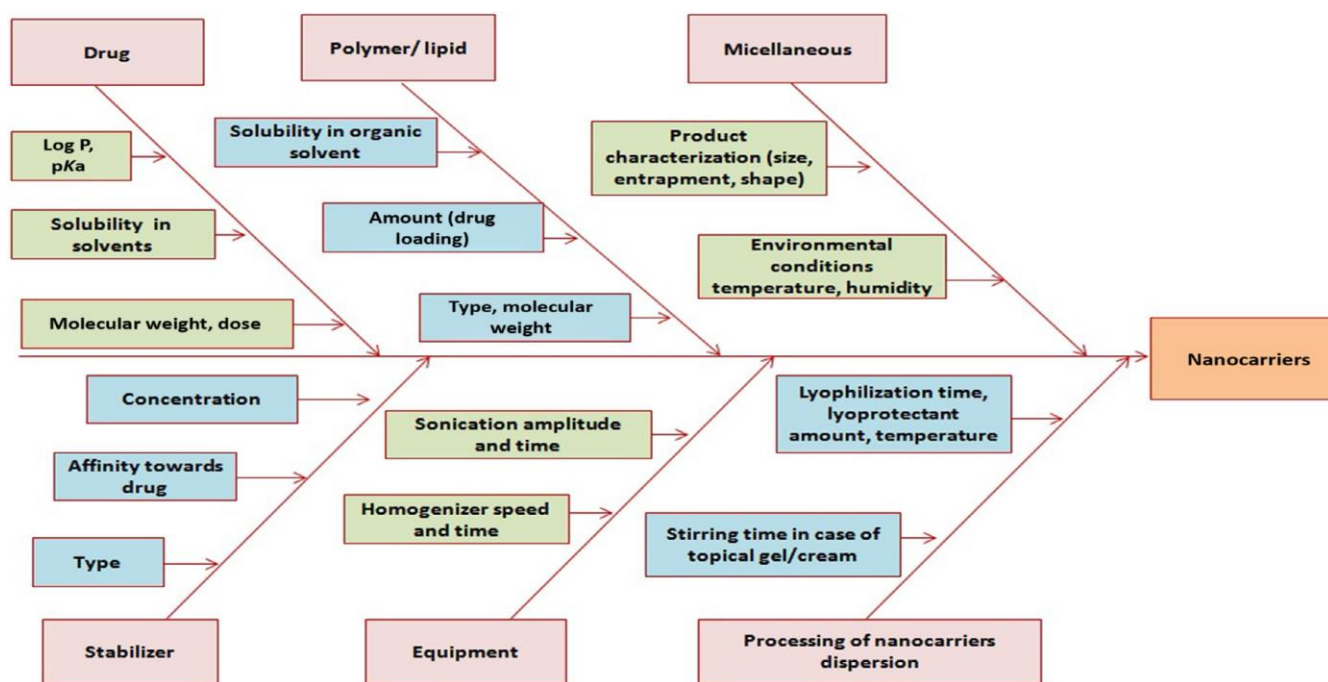 Drug
Polymer/ lipid
Micellaneous
Log P,
pKa
Solubility in
solvents
Molecular weight, dose
Solubility in organic
solvent
Amount (drug
loading)
Type, molecular
weight
Product
characterization (size,
entrapment, shape)
Environmental
conditions
temperature, humidity
Nanocarriers
Concentration
Affinity towards
drug
Type
Sonication amplitude
and time
Homogenizer speed
and time
Lyophilization time,
lyoprotectant
amount, temperature
Stirring time in case of
topical gel/cream
Stabilizer
Equipment
Processing of nanocarriers
dispersion